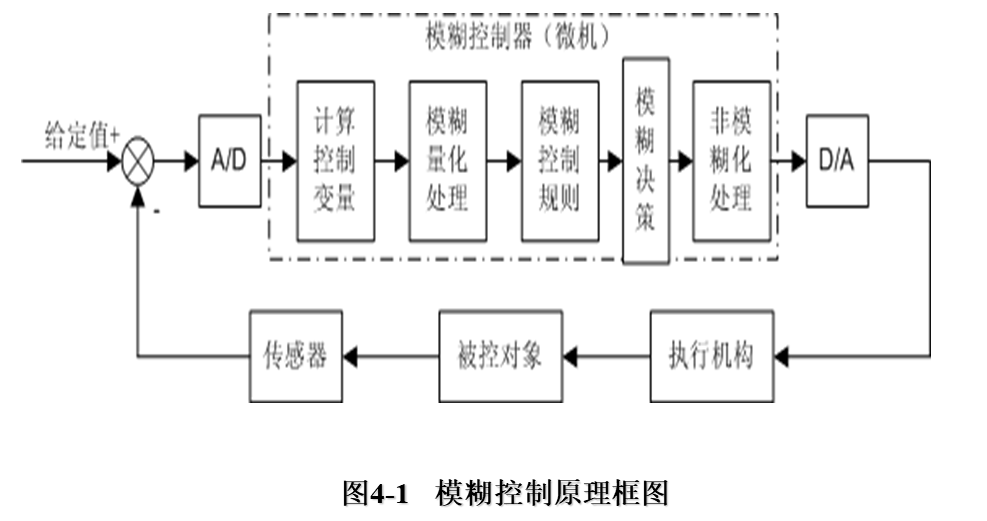 模糊控制器（微机）
给定值+
-
A/D
计算
控制
变量
模糊
量化
处理
模糊
控制
规则
模
糊
决
策
非模
糊化
处理
D/A
传感器
被控对象
执行机构
图4-1 模糊控制原理框图